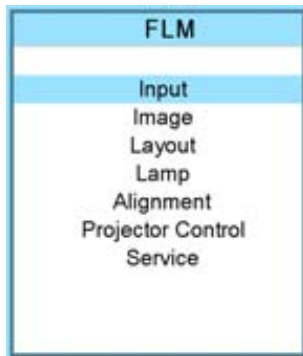 FLM
Input
Image
Layout
Lamp
Alignment
Projector Control
Service